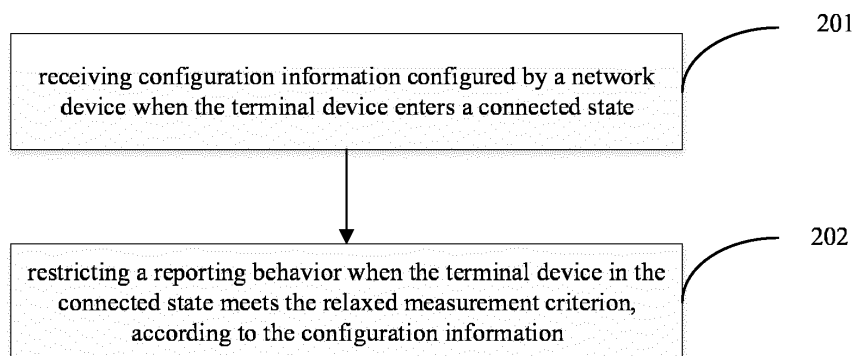 201
receiving configuration information configured by a network
device when the terminal device enters a connected state
202
restricting a reporting behavior when the terminal device in the
connected state meets the relaxed measurement criterion,
according to the configuration information